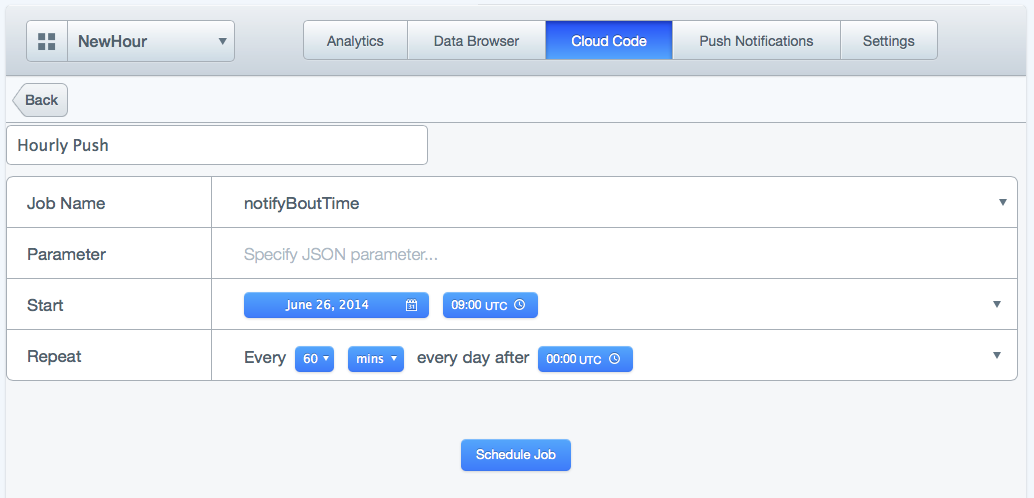 NewHour Analytics Data Browser Cloud Code Push Notifications Settings
Back
Hourly Push
Job Name notifyBoutTime
Parameter Specify JSON parameter...
Start June 26, 2014 31 09:00 UTC
Repeat Every 60 mins every day after 00:00 UTC
Schedule Job